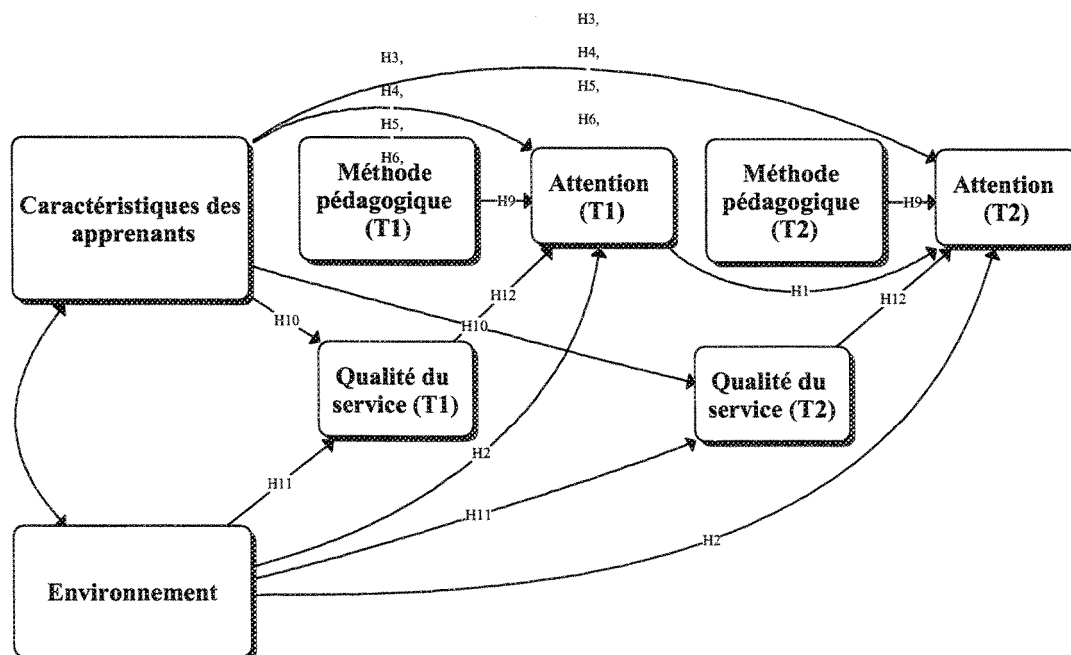 H3,
H4,
H5,
H6,
H3,
H4,
H5,
H6,
Caractéristiques des
apprenants
Méthode
pédagogique
(T1)
H9
Attention
(T1)
Méthode
pédagogique
(T2)
H9
Attention
(T2)
H10
H12
H10
H1
H12
Qualité du
service (T1)
Qualité du
service (T2)
H11
H2
H11
H2
Environnement